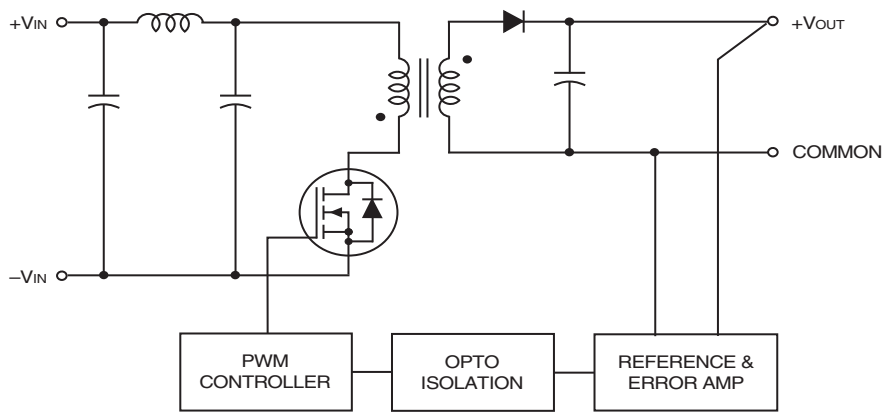 +VIN
+VOUT
COMMON
–VIN
PWM
CONTROLLER
OPTO
ISOLATION
REFERENCE &
ERROR AMP